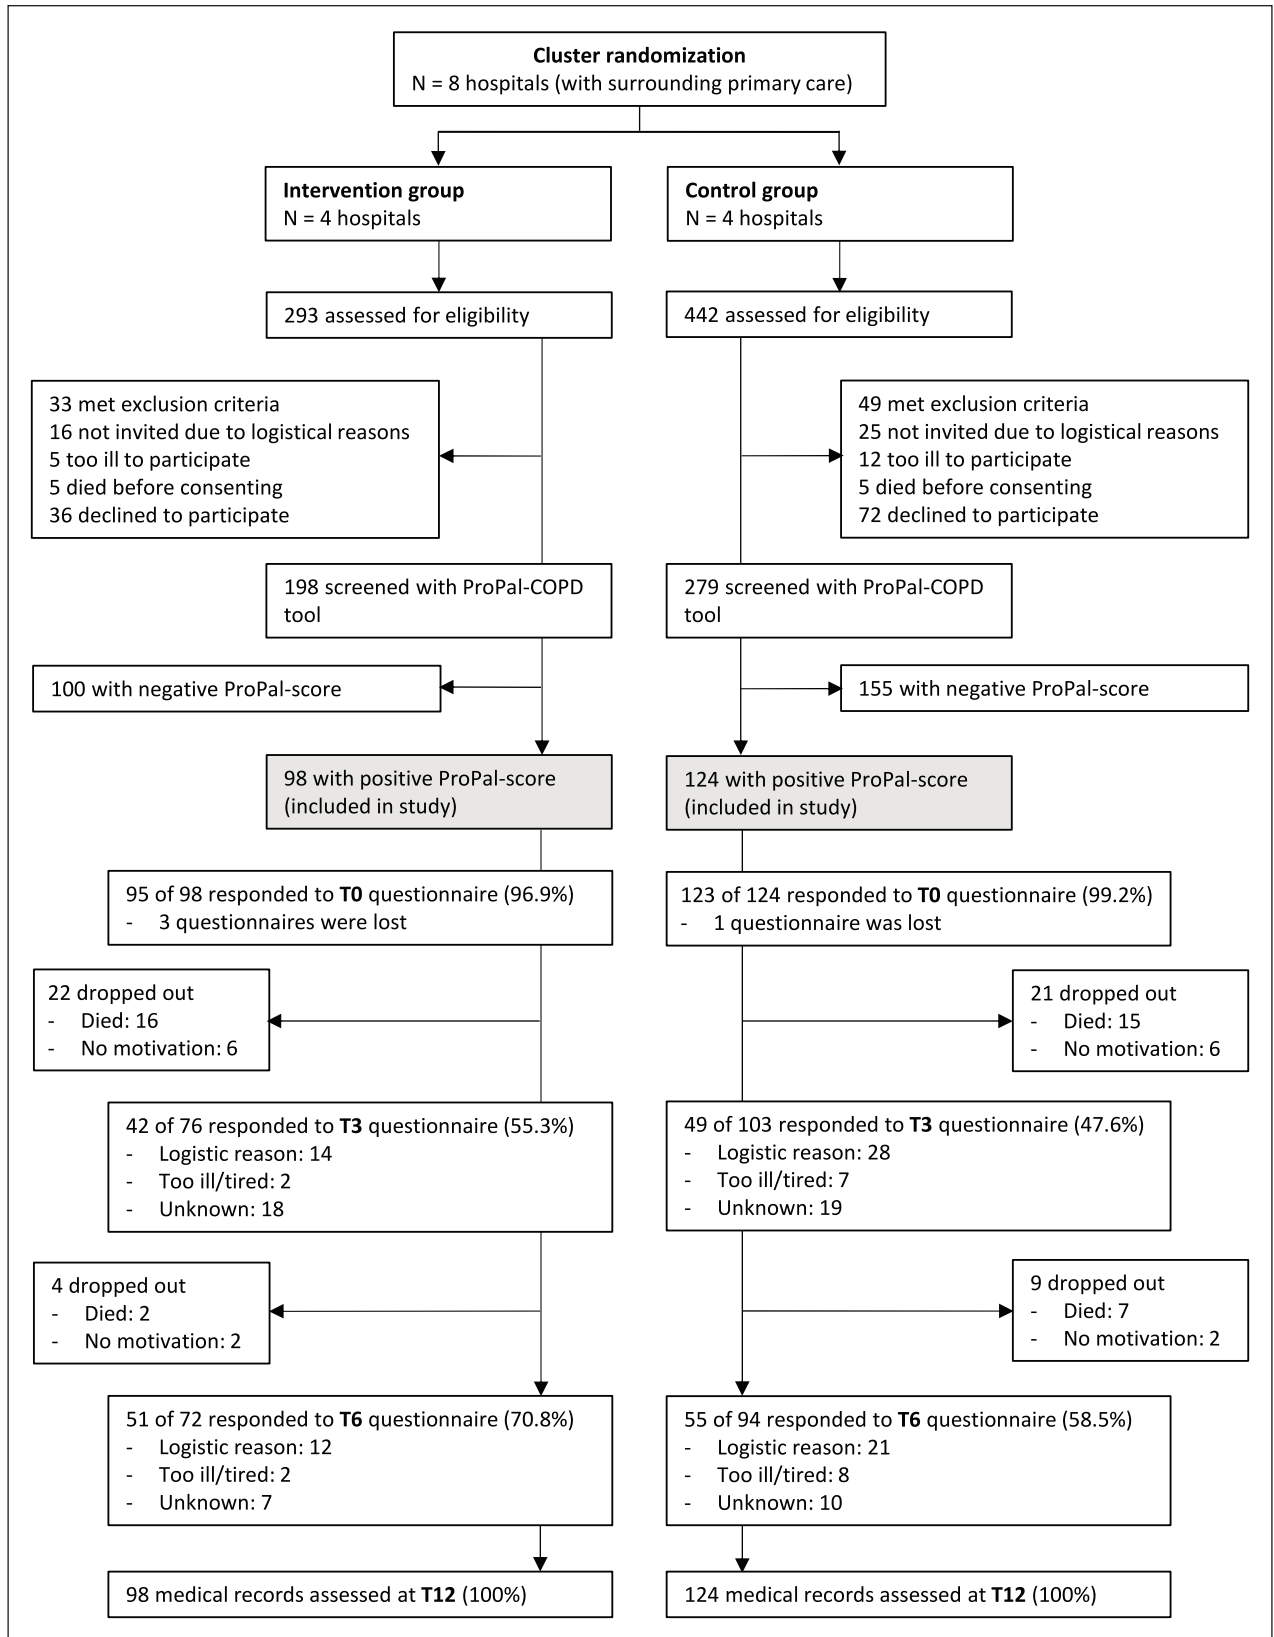 Cluster randomization
N = 8 hospitals (with surrounding primary care)
Intervention group
N = 4 hospitals
Control group
N = 4 hospitals
293 assessed for eligibility
442 assessed for eligibility
33 met exclusion criteria
16 not invited due to logistical reasons
5 too ill to participate
5 died before consenting
36 declined to participate
49 met exclusion criteria
25 not invited due to logistical reasons
12 too ill to participate
5 died before consenting
72 declined to participate
198 screened with ProPal-COPD
tool
279 screened with ProPal-COPD
tool
100 with negative ProPal-score
155 with negative ProPal-score
98 with positive ProPal-score
(included in study)
124 with positive ProPal-score
(included in study)
95 of 98 responded to T0 questionnaire (96.9%)
- 3 questionnaires were lost
123 of 124 responded to T0 questionnaire (99.2%)
- 1 questionnaire was lost
22 dropped out
- Died: 16
- No motivation: 6
21 dropped out
- Died: 15
- No motivation: 6
42 of 76 responded to T3 questionnaire (55.3%)
- Logistic reason: 14
- Too ill/tired: 2
- Unknown: 18
49 of 103 responded to T3 questionnaire (47.6%)
- Logistic reason: 28
- Too ill/tired: 7
- Unknown: 19
4 dropped out
- Died: 2
- No motivation: 2
9 dropped out
- Died: 7
- No motivation: 2
51 of 72 responded to T6 questionnaire (70.8%)
- Logistic reason: 12
- Too ill/tired: 2
- Unknown: 7
55 of 94 responded to T6 questionnaire (58.5%)
- Logistic reason: 21
- Too ill/tired: 8
- Unknown: 10
98 medical records assessed at T12 (100%)
124 medical records assessed at T12 (100%)